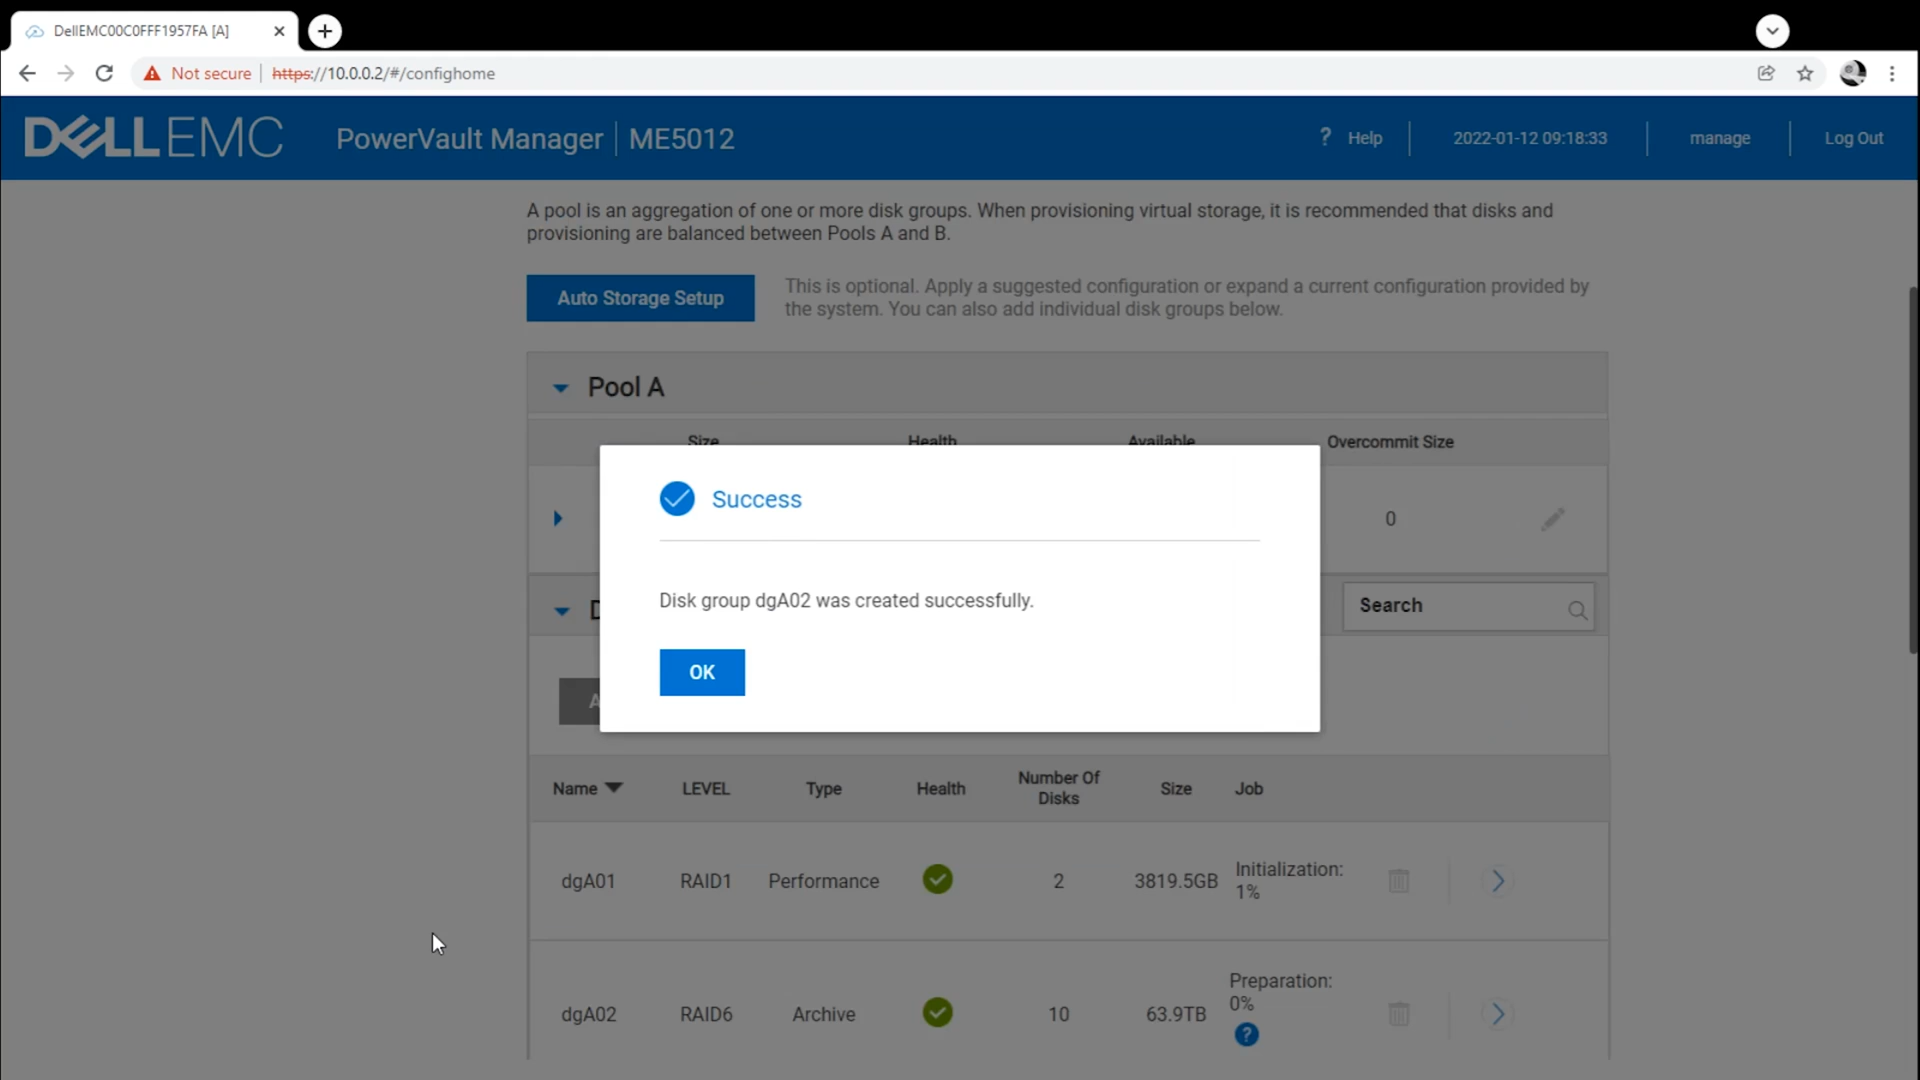 DellEMC00C0FFF1957FA [A]
Not secure https://10.0.0.2/#/confighome
DELLEMC PowerVault Manager ME5012 ? Help 2022-01-12 09:18:33 manage Log Out
A pool is an aggregation of one or more disk groups. When provisioning virtual storage, it is recommended that disks and
provisioning are balanced between Pools A and B.
Auto Storage Setup
This is optional. Apply a suggested configuration or expand a current configuration provided by
the system. You can also add individual disk groups below.
Pool A
Size Health Available Overcommit Size
0
Success
Disk group dgA02 was created successfully.
OK
D
Search
A
Name LEVEL Type Health Number Of Disks Size Job
dgA01 RAID1 Performance 2 3819.5GB Initialization: 1%
dgA02 RAID6 Archive 10 63.9TB Preparation: 0%
?